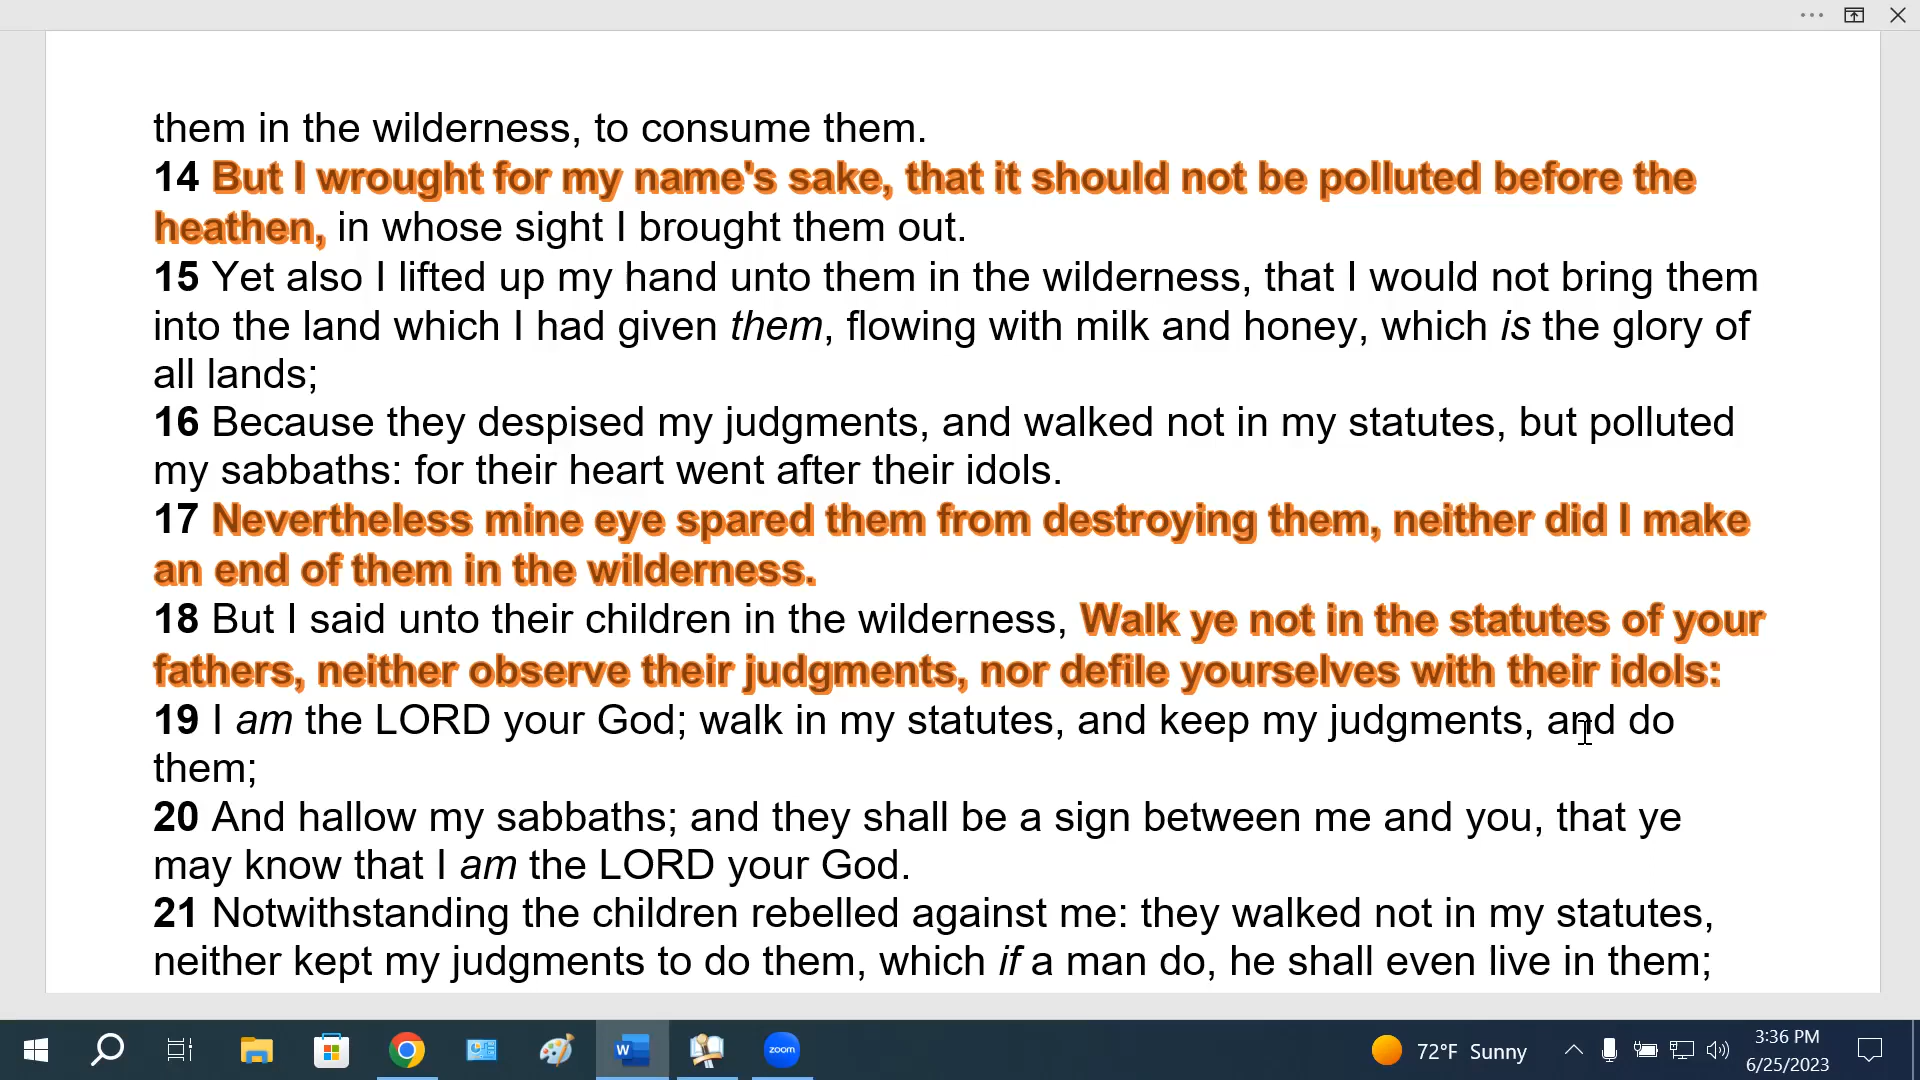 them in the wilderness, to consume them.
14 But I wrought for my name's sake, that it should not be polluted before the
heathen, in whose sight I brought them out.
15 Yet also I lifted up my hand unto them in the wilderness, that I would not bring them
into the land which I had given them, flowing with milk and honey, which is the glory of
all lands;
16 Because they despised my judgments, and walked not in my statutes, but polluted
my sabbaths: for their heart went after their idols.
17 Nevertheless mine eye spared them from destroying them, neither did I make
an end of them in the wilderness.
18 But I said unto their children in the wilderness, Walk ye not in the statutes of your
fathers, neither observe their judgments, nor defile yourselves with their idols:
19 I am the LORD your God; walk in my statutes, and keep my judgments, and do
them;
20 And hallow my sabbaths; and they shall be a sign between me and you, that ye
may know that I am the LORD your God.
21 Notwithstanding the children rebelled against me: they walked not in my statutes,
neither kept my judgments to do them, which if a man do, he shall even live in them;
W
zoom
72°F Sunny
3:36 PM
6/25/2023